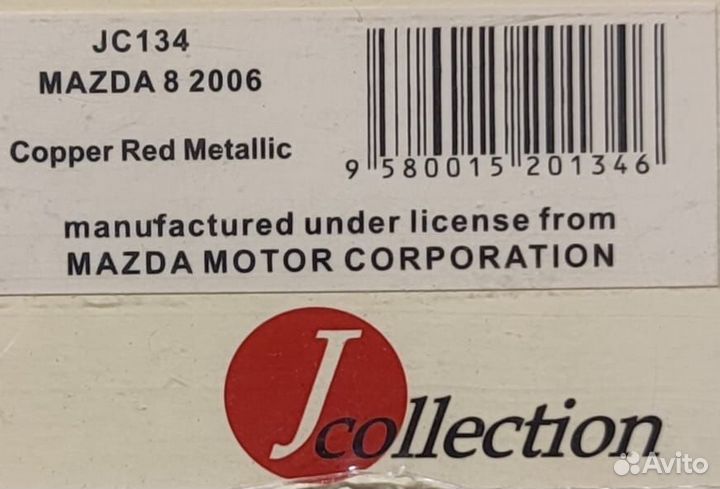 JC134
MAZDA 8 2006
Copper Red Metallic
9 580015 201346
manufactured under license from
MAZDA MOTOR CORPORATION
J collection
Avito